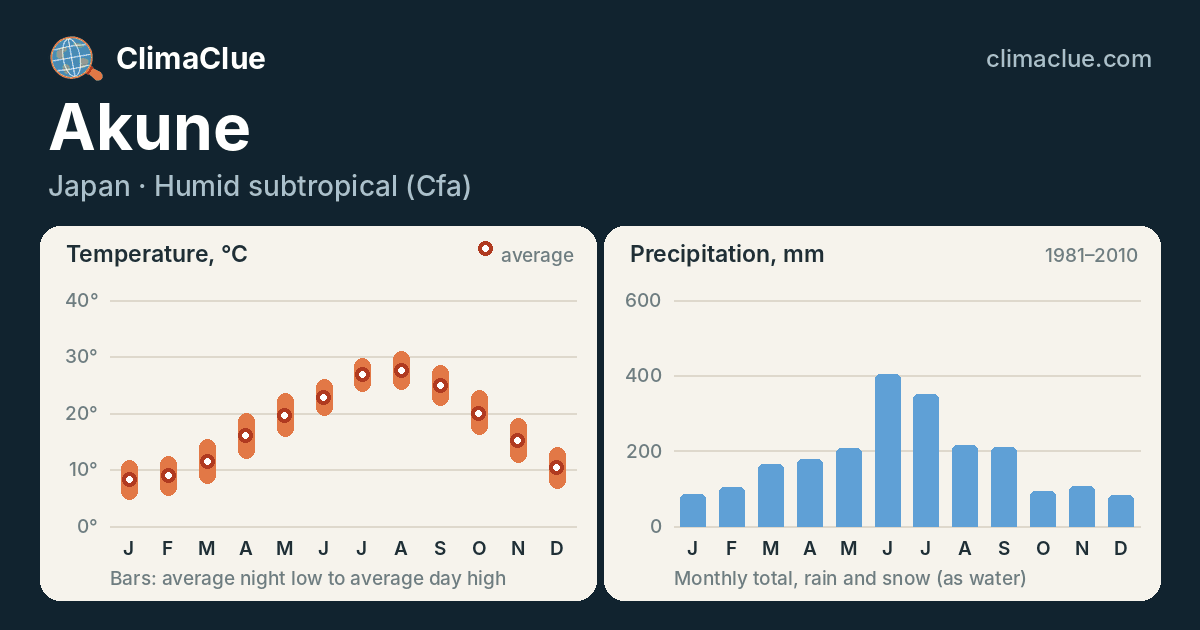 ClimaClue
climaclue.com
Akune
Japan · Humid subtropical (Cfa)
Temperature, °C
average
40°
30°
20°
10°
0°
J F M A M J J A S O N D
Bars: average night low to average day high
Precipitation, mm
1981–2010
600
400
200
0
J F M A M J J A S O N D
Monthly total, rain and snow (as water)